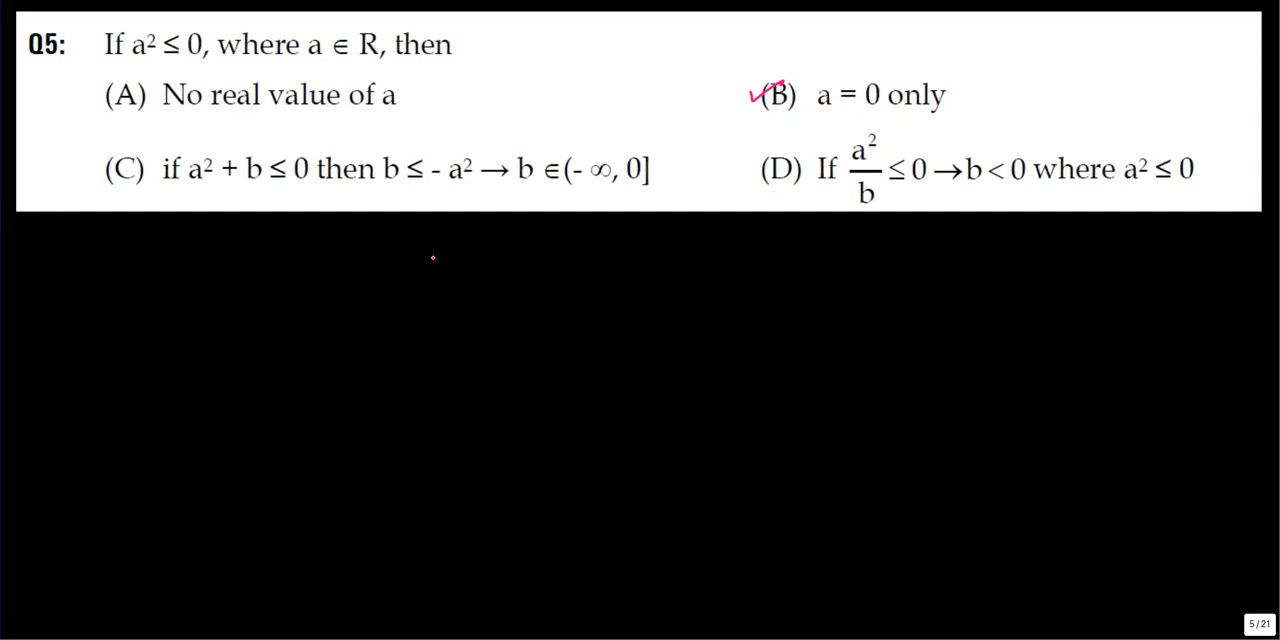 Q5: If a² ≤ 0, where a ∈ R, then
(A) No real value of a
(B) a = 0 only
(C) if a² + b ≤ 0 then b ≤ - a² → b ∈(- ∞, 0]
(D) If a²/b ≤ 0 → b < 0 where a² ≤ 0
5 / 21